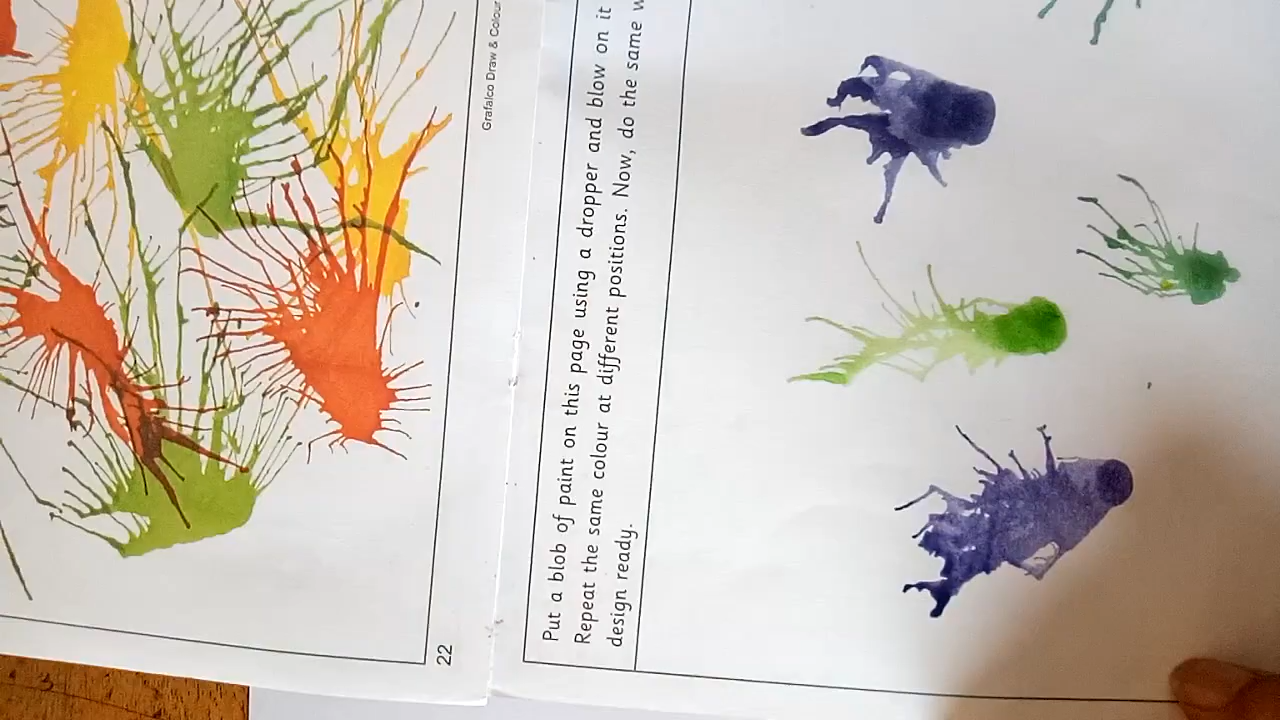 22
Grafalco Draw & Colour
Put a blob of paint on this page using a dropper and blow on it
Repeat the same colour at different positions. Now, do the same
design ready.